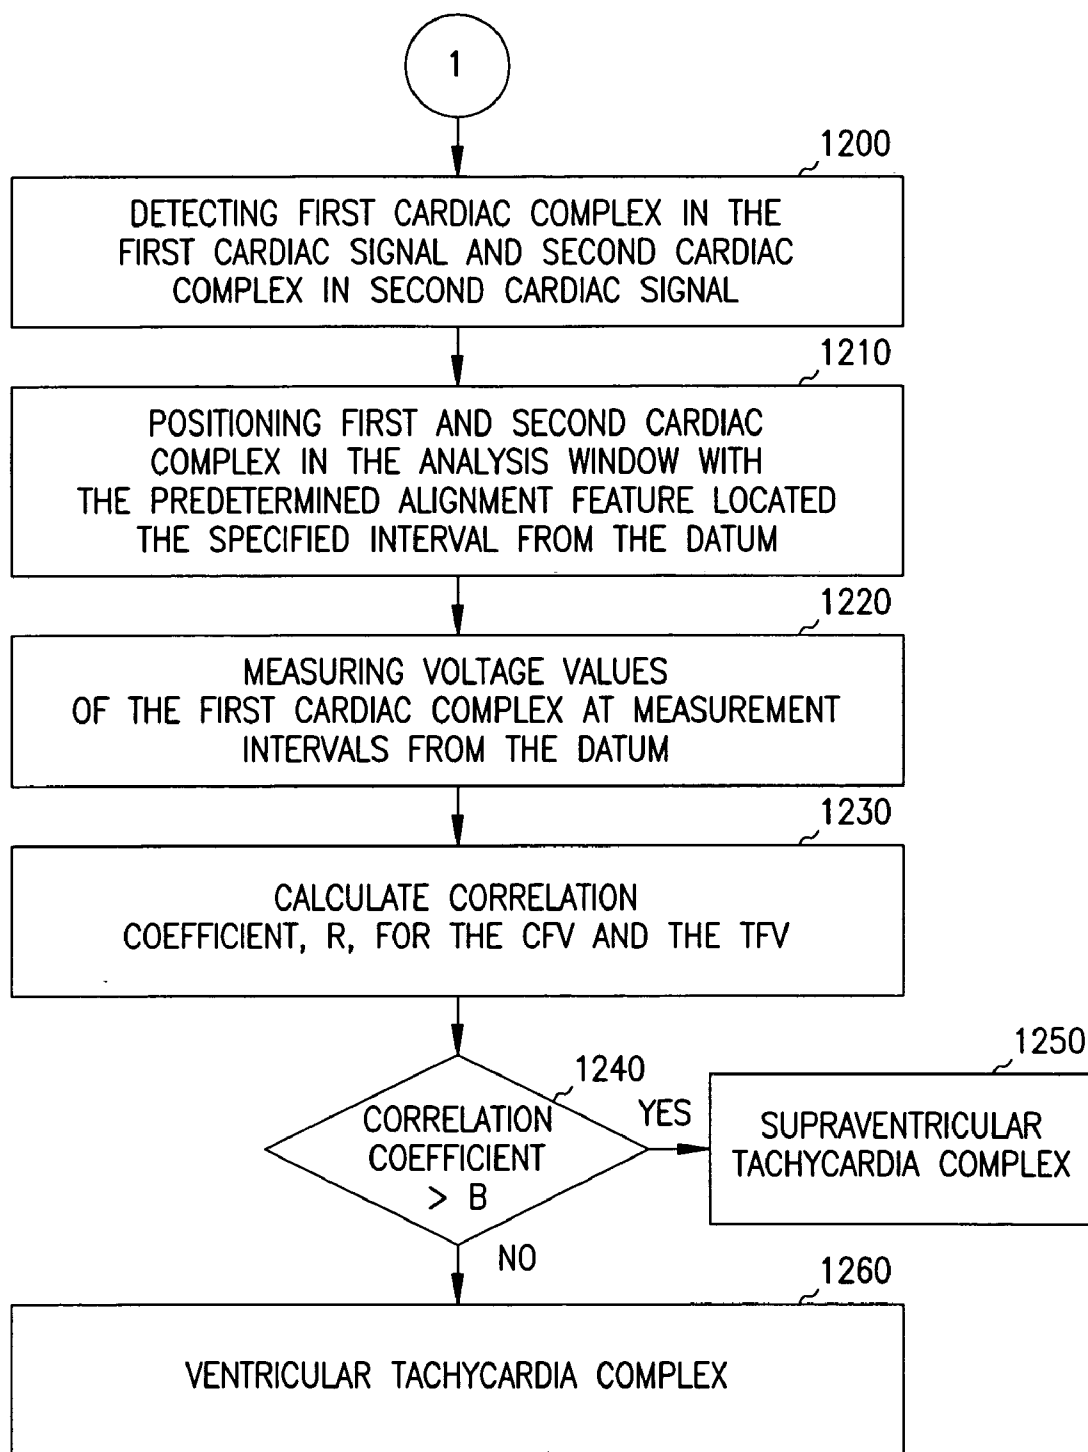 1
1200
DETECTING FIRST CARDIAC COMPLEX IN THE
FIRST CARDIAC SIGNAL AND SECOND CARDIAC
COMPLEX IN SECOND CARDIAC SIGNAL
1210
POSITIONING FIRST AND SECOND CARDIAC
COMPLEX IN THE ANALYSIS WINDOW WITH
THE PREDETERMINED ALIGNMENT FEATURE LOCATED
THE SPECIFIED INTERVAL FROM THE DATUM
1220
MEASURING VOLTAGE VALUES
OF THE FIRST CARDIAC COMPLEX AT MEASUREMENT
INTERVALS FROM THE DATUM
1230
CALCULATE CORRELATION
COEFFICIENT, R, FOR THE CFV AND THE TFV
1240
CORRELATION
COEFFICIENT
> B
YES
1250
SUPRAVENTRICULAR
TACHYCARDIA COMPLEX
NO
1260
VENTRICULAR TACHYCARDIA COMPLEX